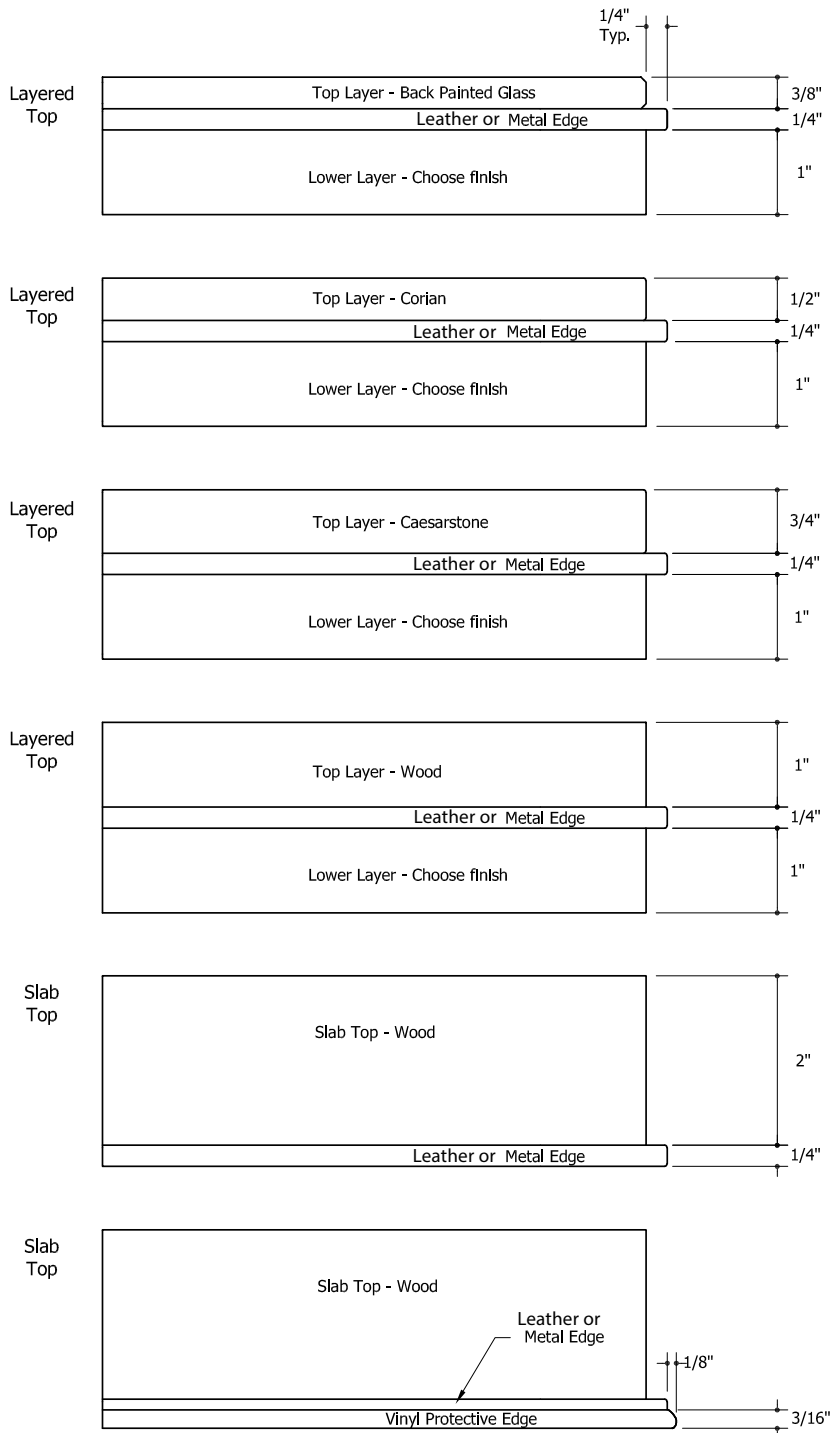 1/4"
Typ.
Layered
Top
Top Layer - Back Painted Glass
3/8"
Leather or Metal Edge
1/4"
Lower Layer - Choose finish
1"
Layered
Top
Top Layer - Corian
1/2"
Leather or Metal Edge
1/4"
Lower Layer - Choose finish
1"
Layered
Top
Top Layer - Caesarstone
3/4"
Leather or Metal Edge
1/4"
Lower Layer - Choose finish
1"
Layered
Top
Top Layer - Wood
1"
Leather or Metal Edge
1/4"
Lower Layer - Choose finish
1"
Slab
Top
Slab Top - Wood
2"
Leather or Metal Edge
1/4"
Slab
Top
Slab Top - Wood
Leather or
Metal Edge
1/8"
Vinyl Protective Edge
3/16"